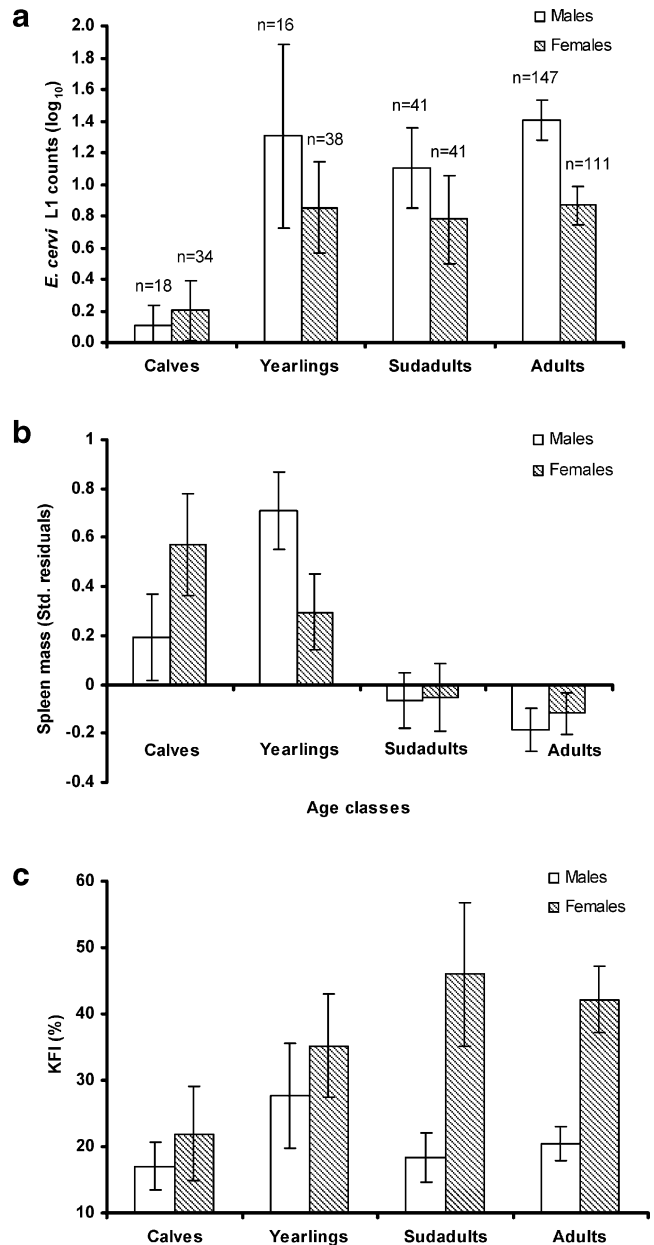 a
Males
Females
E. cervi L1 counts (log10)
2.0
1.8
1.6
1.4
1.2
1.0
0.8
0.6
0.4
0.2
0.0
n=18
n=34
n=16
n=38
n=41
n=41
n=147
n=111
Calves Yearlings Sudadults Adults
b
Males
Females
Spleen mass (Std. residuals)
1
0.8
0.6
0.4
0.2
0
-0.2
-0.4
Calves Yearlings Sudadults Adults
Age classes
c
Males
Females
KFI (%)
60
50
40
30
20
10
Calves Yearlings Sudadults Adults